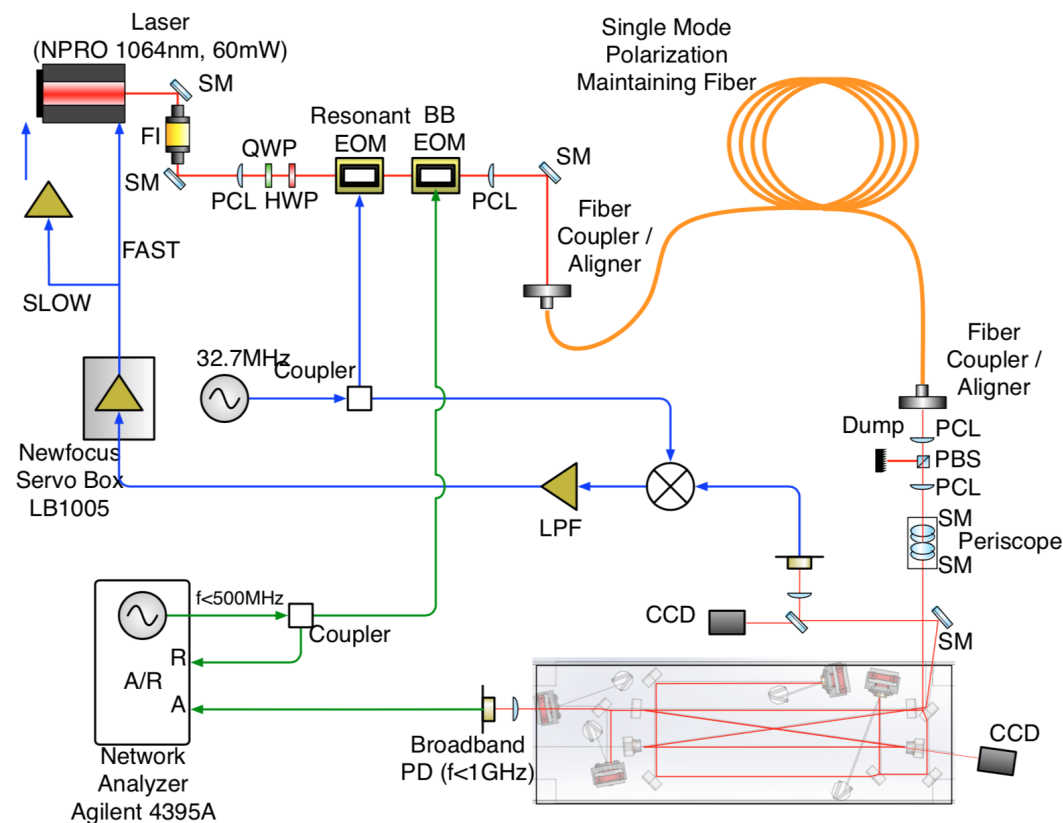 Laser
(NPRO 1064nm, 60mW)
SM
FI
SM
QWP
PCL
HWP
Resonant
EOM
BB
EOM
PCL
SM
Single Mode
Polarization
Maintaining Fiber
Fiber
Coupler /
Aligner
FAST
SLOW
32.7MHz
Coupler
Newfocus
Servo Box
LB1005
LPF
Fiber
Coupler /
Aligner
Dump
PCL
PBS
PCL
SM
Periscope
SM
CCD
SM
f<500MHz
Coupler
R
A/R
A
Network
Analyzer
Agilent 4395A
Broadband
PD (f<1GHz)
CCD